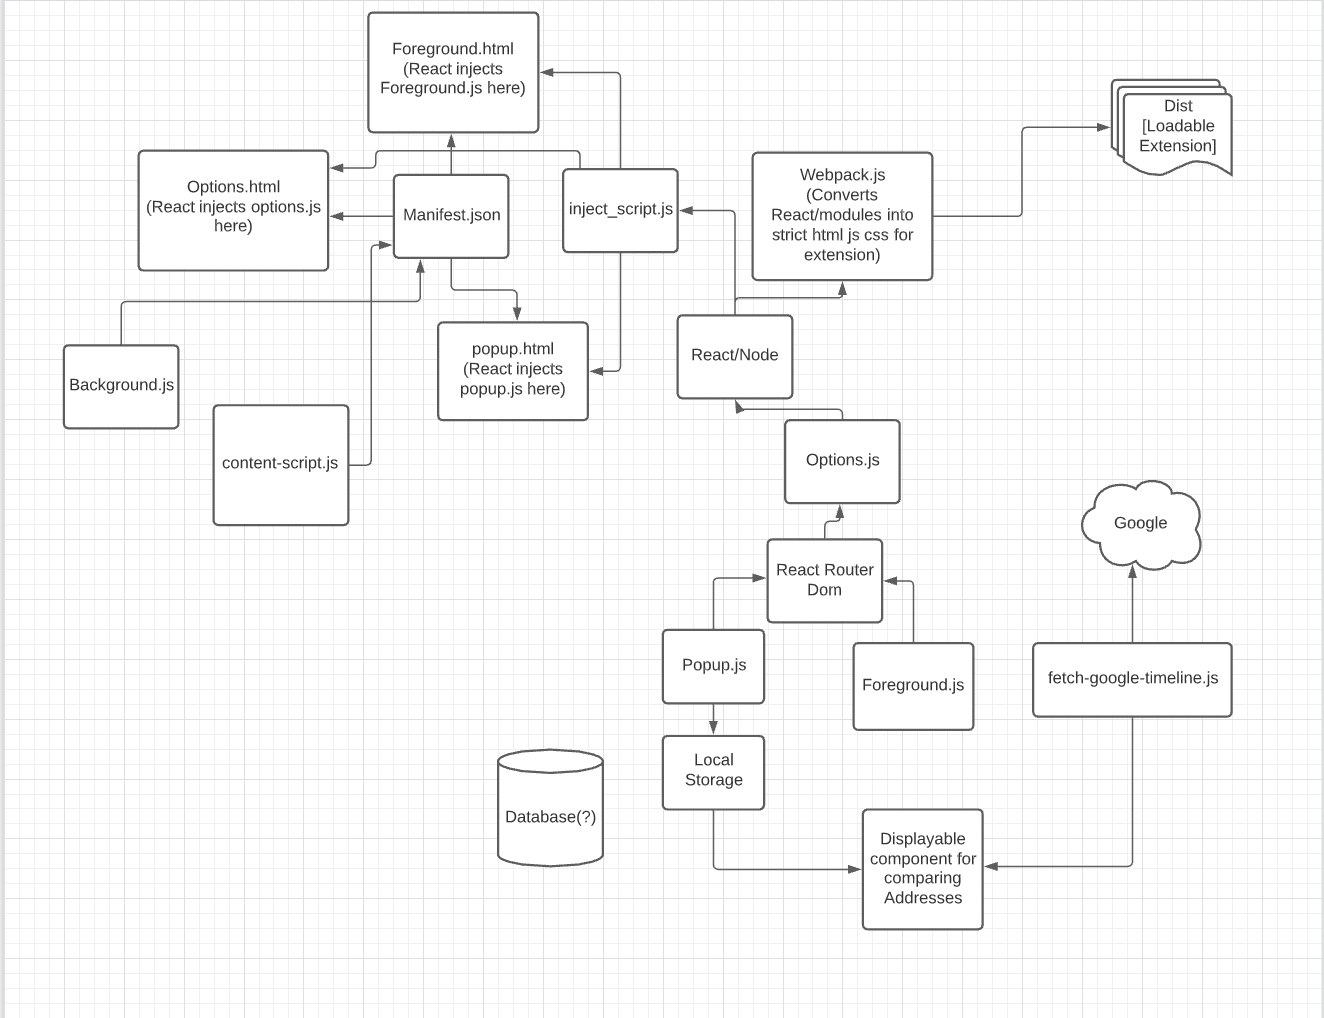 Foreground.html
(React injects
Foreground.js here)
Dist
[Loadable
Extension]
Options.html
(React injects options.js
here)
Manifest.json
inject_script.js
Webpack.js
(Converts
React/modules into
strict html js css for
extension)
popup.html
(React injects
popup.js here)
React/Node
Background.js
content-script.js
Options.js
Google
React Router
Dom
Popup.js
Foreground.js
fetch-google-timeline.js
Local
Storage
Database(?)
Displayable
component for
comparing
Addresses